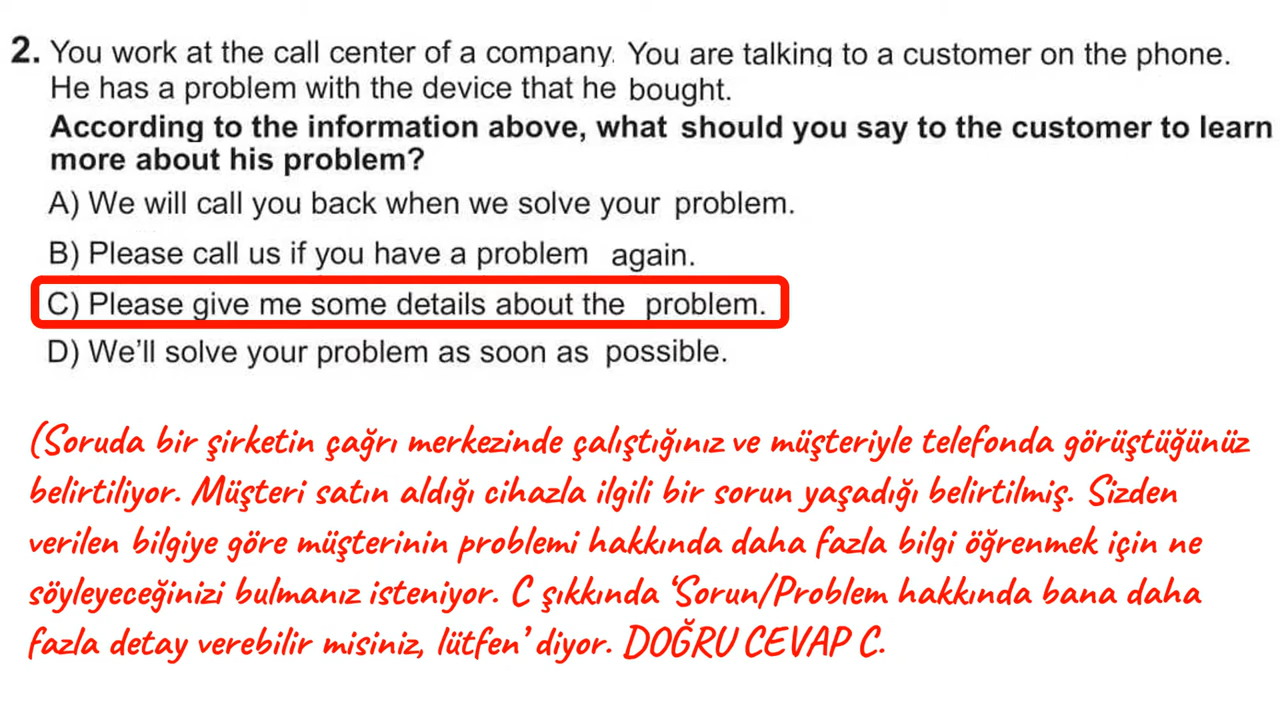 2. You work at the call center of a company. You are talking to a customer on the phone.
He has a problem with the device that he bought.
According to the information above, what should you say to the customer to learn
more about his problem?
A) We will call you back when we solve your problem.
B) Please call us if you have a problem again.
C) Please give me some details about the problem.
D) We'll solve your problem as soon as possible.
(Soruda bir şirketin çağrı merkezinde çalıştığınız ve müşteriyle telefonda görüştüğünüz
belirtiliyor. Müşteri satın aldığı cihazla ilgili bir sorun yaşadığı belirtilmiş. Sizden
verilen bilgiye göre müşterinin problemi hakkında daha fazla bilgi öğrenmek için ne
söyleyeceğinizi bulmanız isteniyor. C şıkkında ‘Sorun/Problem hakkında bana daha
fazla detay verebilir misiniz, lütfen’ diyor. DOĞRU CEVAP C.